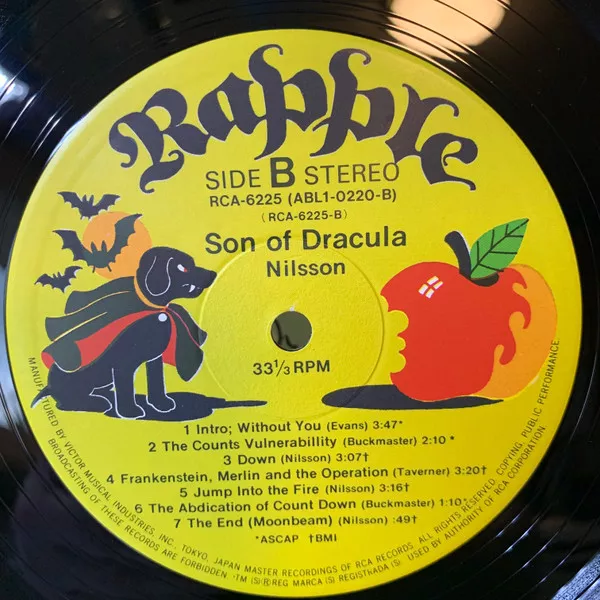 Rapple
SIDE B STEREO
RCA-6225 (ABL1-0220-B)
(RCA-6225-B)
Son of Dracula
Nilsson
33⅓ RPM
1 Intro; Without You (Evans) 3:47*
2 The Counts Vulnerabillity (Buckmaster) 2:10 *
3 Down (Nilsson) 3:07†
4 Frankenstein, Merlin and the Operation (Taverner) 3:20†
5 Jump Into the Fire (Nilsson) 3:16†
6 The Abdication of Count Down (Buckmaster) 1:10*
7 The End (Moonbeam) (Nilsson) :49†
*ASCAP †BMI
MANUFACTURED BY VICTOR MUSICAL INDUSTRIES, INC., TOKYO, JAPAN MASTER RECORDINGS OF RCA RECORDS. ALL RIGHTS RESERVED. COPYING, PUBLIC PERFORMANCE,
BROADCASTING OF THESE RECORDS ARE FORBIDDEN · TM (S) ® REG MARCA (S) REGISTRADA (S) USED BY AUTHORITY OF RCA CORPORATION.